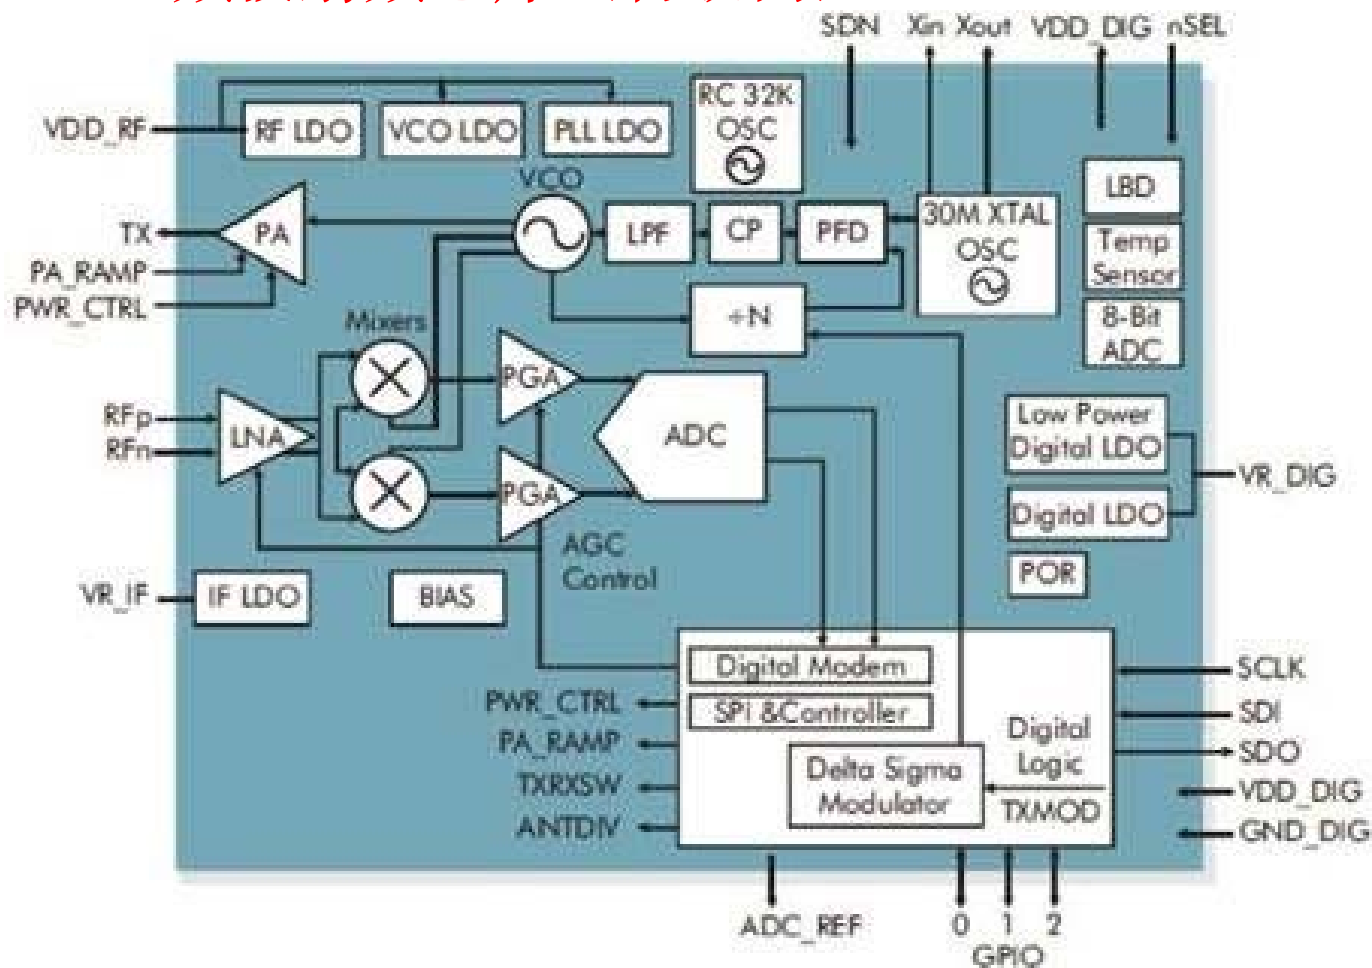 SDN Xin Xout VDD_DIG nSEL
VDD_RF
RF LDO
VCO LDO
PLL LDO
RC 32K
OSC
LBD
Temp
Sensor
8-Bit
ADC
VCO
TX
PA
PA_RAMP
PWR_CTRL
LPF
CP
PFD
30M XTAL
OSC
÷N
Mixers
PGA
RFp
RFn
LNA
ADC
PGA
Low Power
Digital LDO
Digital LDO
VR_DIG
POR
AGC
Control
VR_IF
IF LDO
BIAS
Digital Modem
SPi &Controller
Delta Sigma
Modulator
Digital
Logic
TXMOD
PWR_CTRL
PA_RAMP
TXRXSW
ANTDIV
SCLK
SDI
SDO
VDD_DIG
GND_DIG
ADC_REF
0 1 2
GPIO